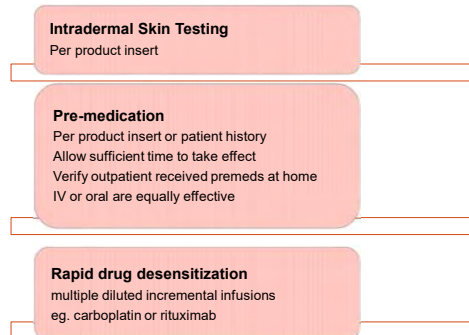 Intradermal Skin Testing
Per product insert
Pre-medication
Per product insert or patient history
Allow sufficient time to take effect
Verify outpatient received premeds at home
IV or oral are equally effective
Rapid drug desensitization
multiple diluted incremental infusions
eg. carboplatin or rituximab